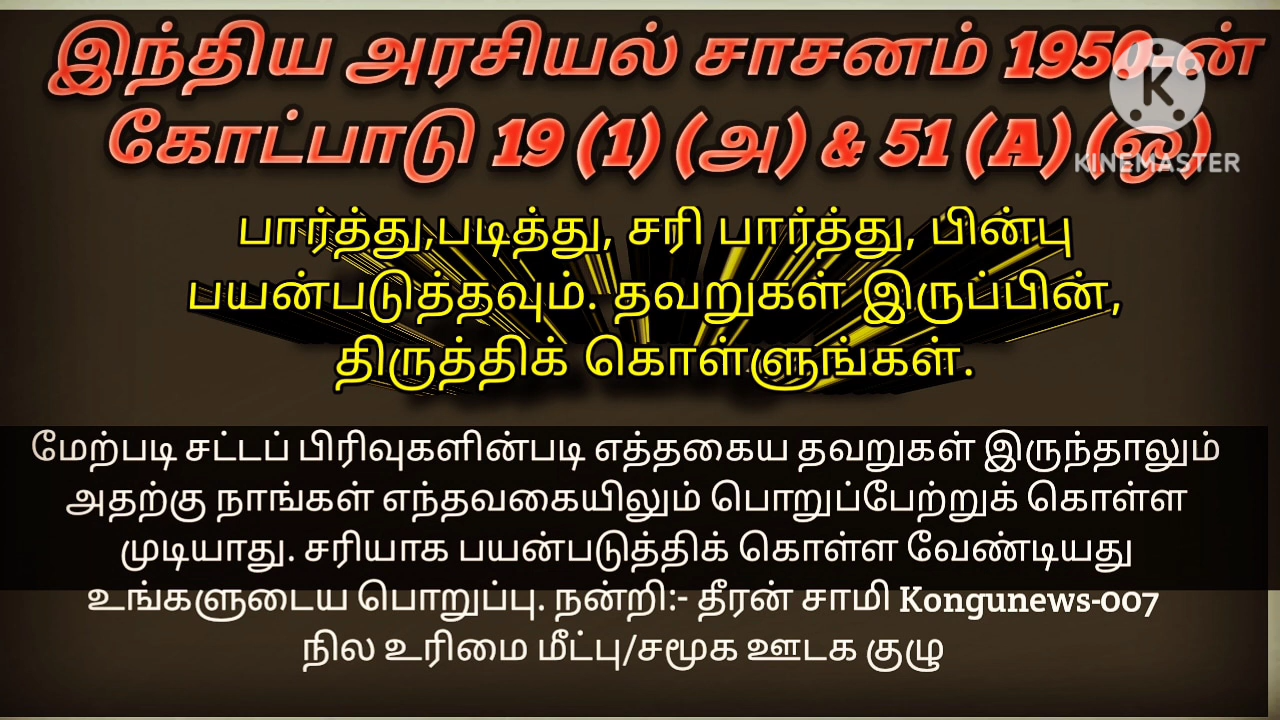 இந்திய அரசியல் சாசனம் 1950-ன்
கோட்பாடு 19 (1) (அ) & 51 (A) (ஒ)
K
KINEMASTER
பார்த்து,படித்து, சரி பார்த்து, பின்பு
பயன்படுத்தவும். தவறுகள் இருப்பின்,
திருத்திக் கொள்ளுங்கள்.
மேற்படி சட்டப் பிரிவுகளின்படி எத்தகைய தவறுகள் இருந்தாலும்
அதற்கு நாங்கள் எந்தவகையிலும் பொறுப்பேற்றுக் கொள்ள
முடியாது. சரியாக பயன்படுத்திக் கொள்ள வேண்டியது
உங்களுடைய பொறுப்பு. நன்றி:- தீரன் சாமி Kongunews-007
நில உரிமை மீட்பு/சமூக ஊடக குழு